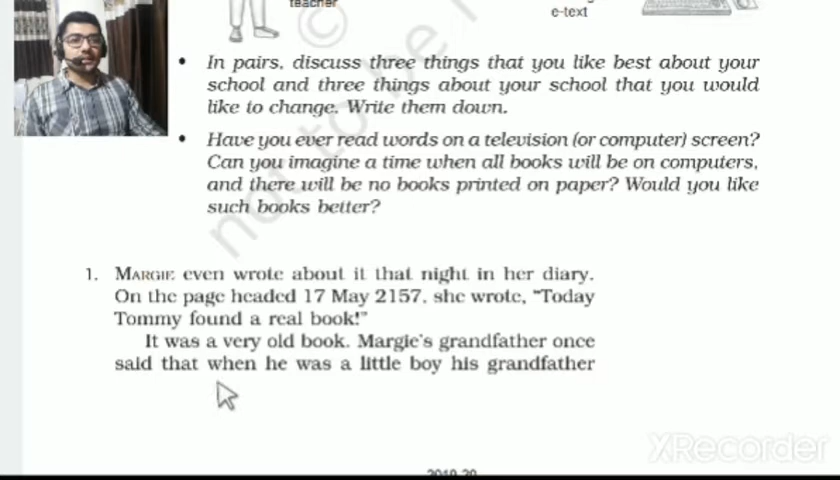 teacher
e-text
• In pairs, discuss three things that you like best about your
school and three things about your school that you would
like to change. Write them down.
• Have you ever read words on a television (or computer) screen?
Can you imagine a time when all books will be on computers,
and there will be no books printed on paper? Would you like
such books better?
not to be r
©
1. MARGIE even wrote about it that night in her diary.
On the page headed 17 May 2157, she wrote, "Today
Tommy found a real book!"
It was a very old book. Margie's grandfather once
said that when he was a little boy his grandfather
XRecorder
2019-20